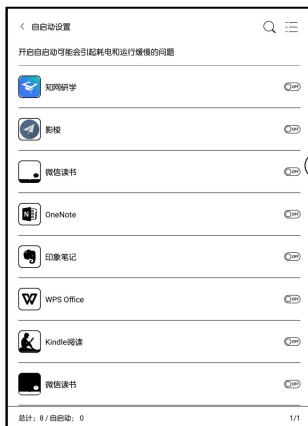 自启动设置
开启自启动可能会引起耗电和运行缓慢的问题
知网研学 OFF
影梭 OFF
微信读书 OFF
OneNote OFF
印象笔记 OFF
WPS Office OFF
Kindle阅读 OFF
微信读书 OFF
总计：8 / 自启动：0 1/1